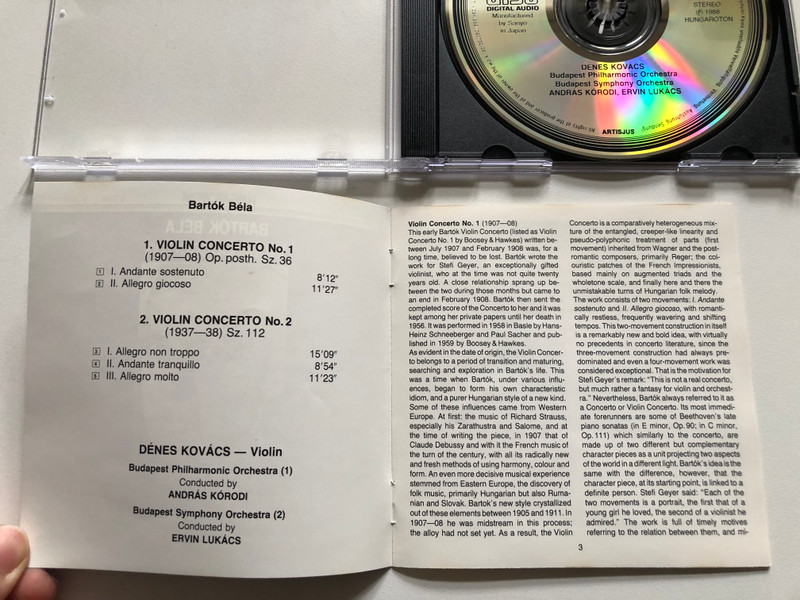 DIGITAL AUDIO
Manufactured
by Sanyo
in Japan
STEREO
℗ 1988
HUNGAROTON
DÉNES KOVÁCS
Budapest Philharmonic Orchestra
Budapest Symphony Orchestra
ANDRÁS KÓRODI, ERVIN LUKÁCS
ARTISJUS
Bartók Béla
1. VIOLIN CONCERTO No. 1
(1907—08) Op. posth. Sz. 36
1 I. Andante sostenuto 8'12"
2 II. Allegro giocoso 11'27"
2. VIOLIN CONCERTO No. 2
(1937—38) Sz. 112
3 I. Allegro non troppo 15'09"
4 II. Andante tranquillo 8'54"
5 III. Allegro molto 11'23"
DÉNES KOVÁCS — Violin
Budapest Philharmonic Orchestra (1)
Conducted by
ANDRÁS KÓRODI
Budapest Symphony Orchestra (2)
Conducted by
ERVIN LUKÁCS
Violin Concerto No. 1 (1907—08)
This early Bartók Violin Concerto (listed as Violin
Concerto No. 1 by Boosey & Hawkes) written be-
tween July 1907 and February 1908 was, for a
long time, believed to be lost. Bartók wrote the
work for Stefi Geyer, an exceptionally gifted
violinist, who at the time was not quite twenty
years old. A close relationship sprang up be-
tween the two during those months but came to
an end in February 1908. Bartók then sent the
completed score of the Concerto to her and it was
kept among her private papers until her death in
1956. It was performed in 1958 in Basle by Hans-
Heinz Schneeberger and Paul Sacher and pub-
lished in 1959 by Boosey & Hawkes.
As evident in the date of origin, the Violin Concer-
to belongs to a period of transition and maturing,
searching and exploration in Bartók's life. This
was a time when Bartók, under various influ-
ences, began to form his own characteristic
idiom, and a purer Hungarian style of a new kind.
Some of these influences came from Western
Europe. At first: the music of Richard Strauss,
especially his Zarathustra and Salome, and at
the time of writing the piece, in 1907 that of
Claude Debussy and with it the French music of
the turn of the century, with all its radically new
and fresh methods of using harmony, colour and
form. An even more decisive musical experience
stemmed from Eastern Europe, the discovery of
folk music, primarily Hungarian but also Ruma-
nian and Slovak. Bartók's new style crystallized
out of these elements between 1905 and 1911. In
1907—08 he was midstream in this process;
the alloy had not set yet. As a result, the Violin
Concerto is a comparatively heterogeneous mix-
ture of the entangled, creeper-like linearity and
pseudo-polyphonic treatment of parts (first
movement) inherited from Wagner and the post-
romantic composers, primarily Reger; the col-
ouristic patches of the French impressionists,
based mainly on augmented triads and the
wholetone scale, and finally here and there the
unmistakable turns of Hungarian folk melody.
The work consists of two movements: I. Andante
sostenuto and II. Allegro giocoso, with romanti-
cally restless, frequently wavering and shifting
tempos. This two-movement construction in itself
is a remarkably new and bold idea, with virtually
no precedents in concerto literature, since the
three-movement construction had always pre-
dominated and even a four-movement work was
considered exceptional. That is the motivation for
Stefi Geyer's remark: "This is not a real concerto,
but much rather a fantasy for violin and orchest-
ra." Nevertheless, Bartók always referred to it as
a Concerto or Violin Concerto. Its most immedi-
ate forerunners are some of Beethoven's late
piano sonatas (in E minor, Op. 90; in C minor,
Op. 111) which similarly to the concerto, are
made up of two different but complementary
character pieces as a unit projecting two aspects
of the world in a different light. Bartók's idea is the
same with the difference, however, that the
character piece, at its starting point, is linked to a
definite person. Stefi Geyer said: "Each of the
two movements is a portrait, the first that of a
young girl he loved, the second of a violinist he
admired." The work is full of timely motives
referring to the relation between them, and mi-
3